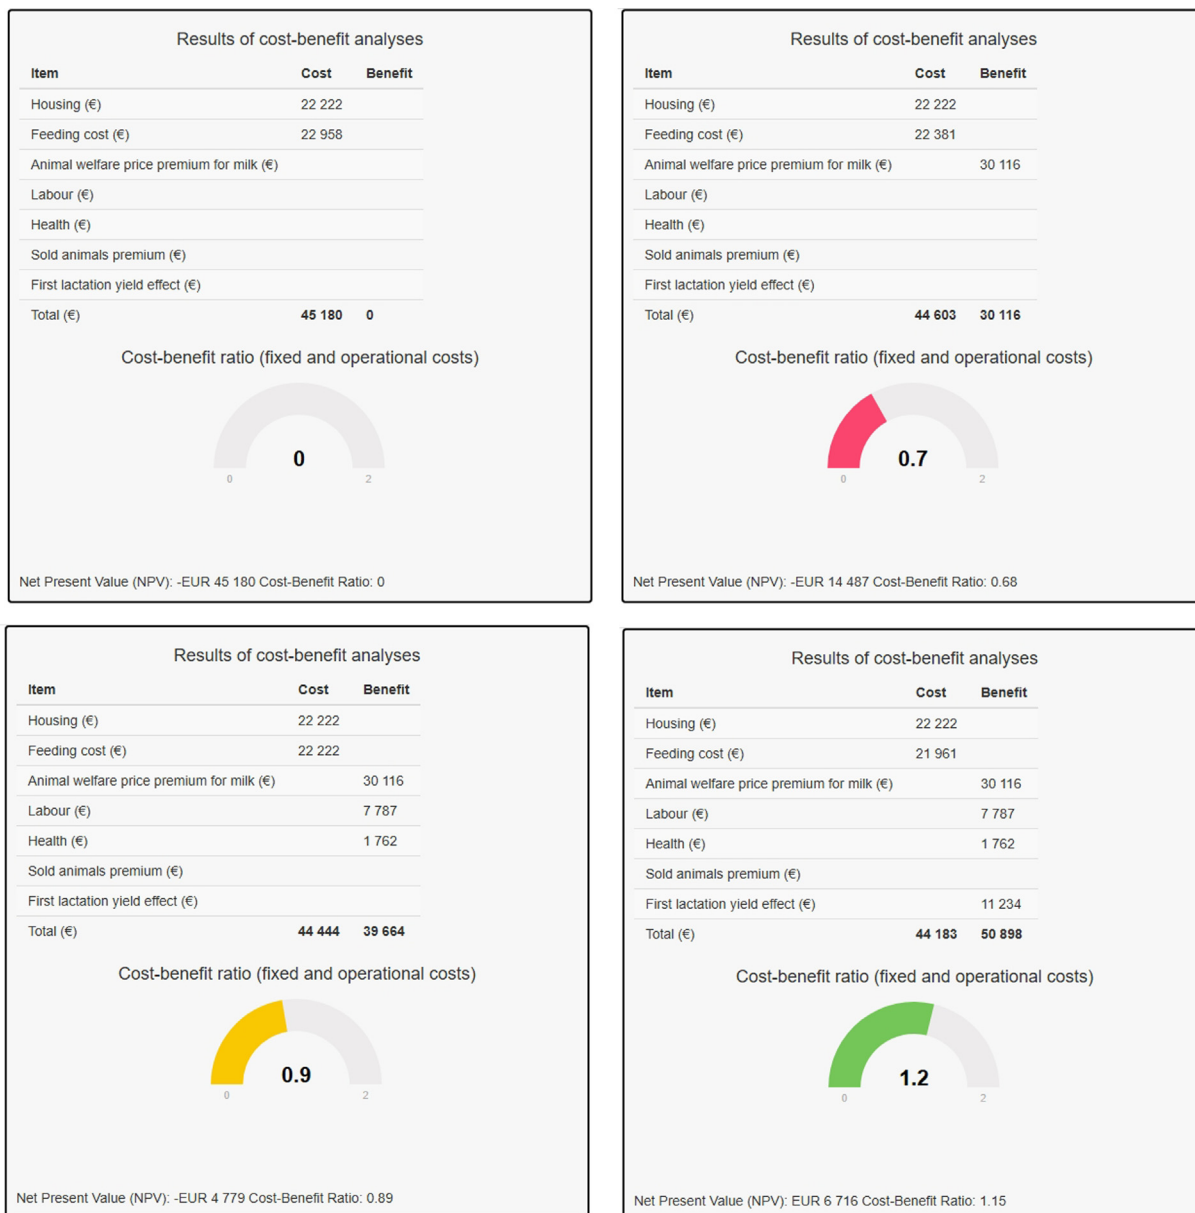 Results of cost-benefit analyses
Item Cost Benefit
Housing (€) 22 222
Feeding cost (€) 22 958
Animal welfare price premium for milk (€)
Labour (€)
Health (€)
Sold animals premium (€)
First lactation yield effect (€)
Total (€) 45 180 0
Cost-benefit ratio (fixed and operational costs)
0
0 2
Net Present Value (NPV): -EUR 45 180 Cost-Benefit Ratio: 0
Results of cost-benefit analyses
Item Cost Benefit
Housing (€) 22 222
Feeding cost (€) 22 381
Animal welfare price premium for milk (€) 30 116
Labour (€)
Health (€)
Sold animals premium (€)
First lactation yield effect (€)
Total (€) 44 603 30 116
Cost-benefit ratio (fixed and operational costs)
0.7
0 2
Net Present Value (NPV): -EUR 14 487 Cost-Benefit Ratio: 0.68
Results of cost-benefit analyses
Item Cost Benefit
Housing (€) 22 222
Feeding cost (€) 22 222
Animal welfare price premium for milk (€) 30 116
Labour (€) 7 787
Health (€) 1 762
Sold animals premium (€)
First lactation yield effect (€)
Total (€) 44 444 39 664
Cost-benefit ratio (fixed and operational costs)
0.9
0 2
Net Present Value (NPV): -EUR 4 779 Cost-Benefit Ratio: 0.89
Results of cost-benefit analyses
Item Cost Benefit
Housing (€) 22 222
Feeding cost (€) 21 961
Animal welfare price premium for milk (€) 30 116
Labour (€) 7 787
Health (€) 1 762
Sold animals premium (€)
First lactation yield effect (€) 11 234
Total (€) 44 183 50 898
Cost-benefit ratio (fixed and operational costs)
1.2
0 2
Net Present Value (NPV): EUR 6 716 Cost-Benefit Ratio: 1.15